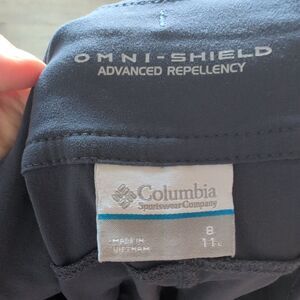 OMNI-SHIELD
ADVANCED REPELLENCY
Columbia
Sportswear Company
8
MADE IN
VIETNAM